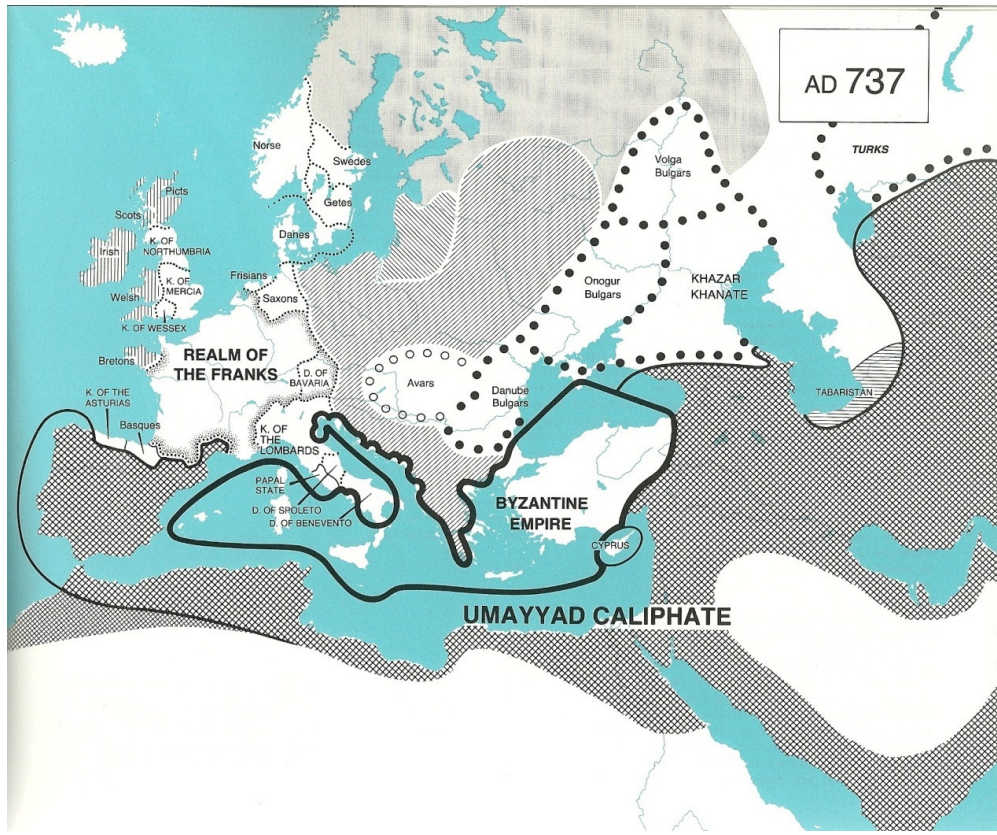 AD 737
TURKS
Norse
Swedes
Getes
Danes
Volga
Bulgars
Picts
Scots
Irish
K. OF
NORTHUMBRIA
K. OF
MERCIA
Welsh
K. OF WESSEX
Frisians
Saxons
Onogur
Bulgars
KHAZAR
KHANATE
Bretons
REALM OF
THE FRANKS
D. OF
BAVARIA
Avars
Danube
Bulgars
TABARISTAN
K. OF THE
ASTURIAS
Basques
K. OF
THE
LOMBARDS
PAPAL
STATE
D. OF SPOLETO
D. OF BENEVENTO
BYZANTINE
EMPIRE
CYPRUS
UMAYYAD CALIPHATE